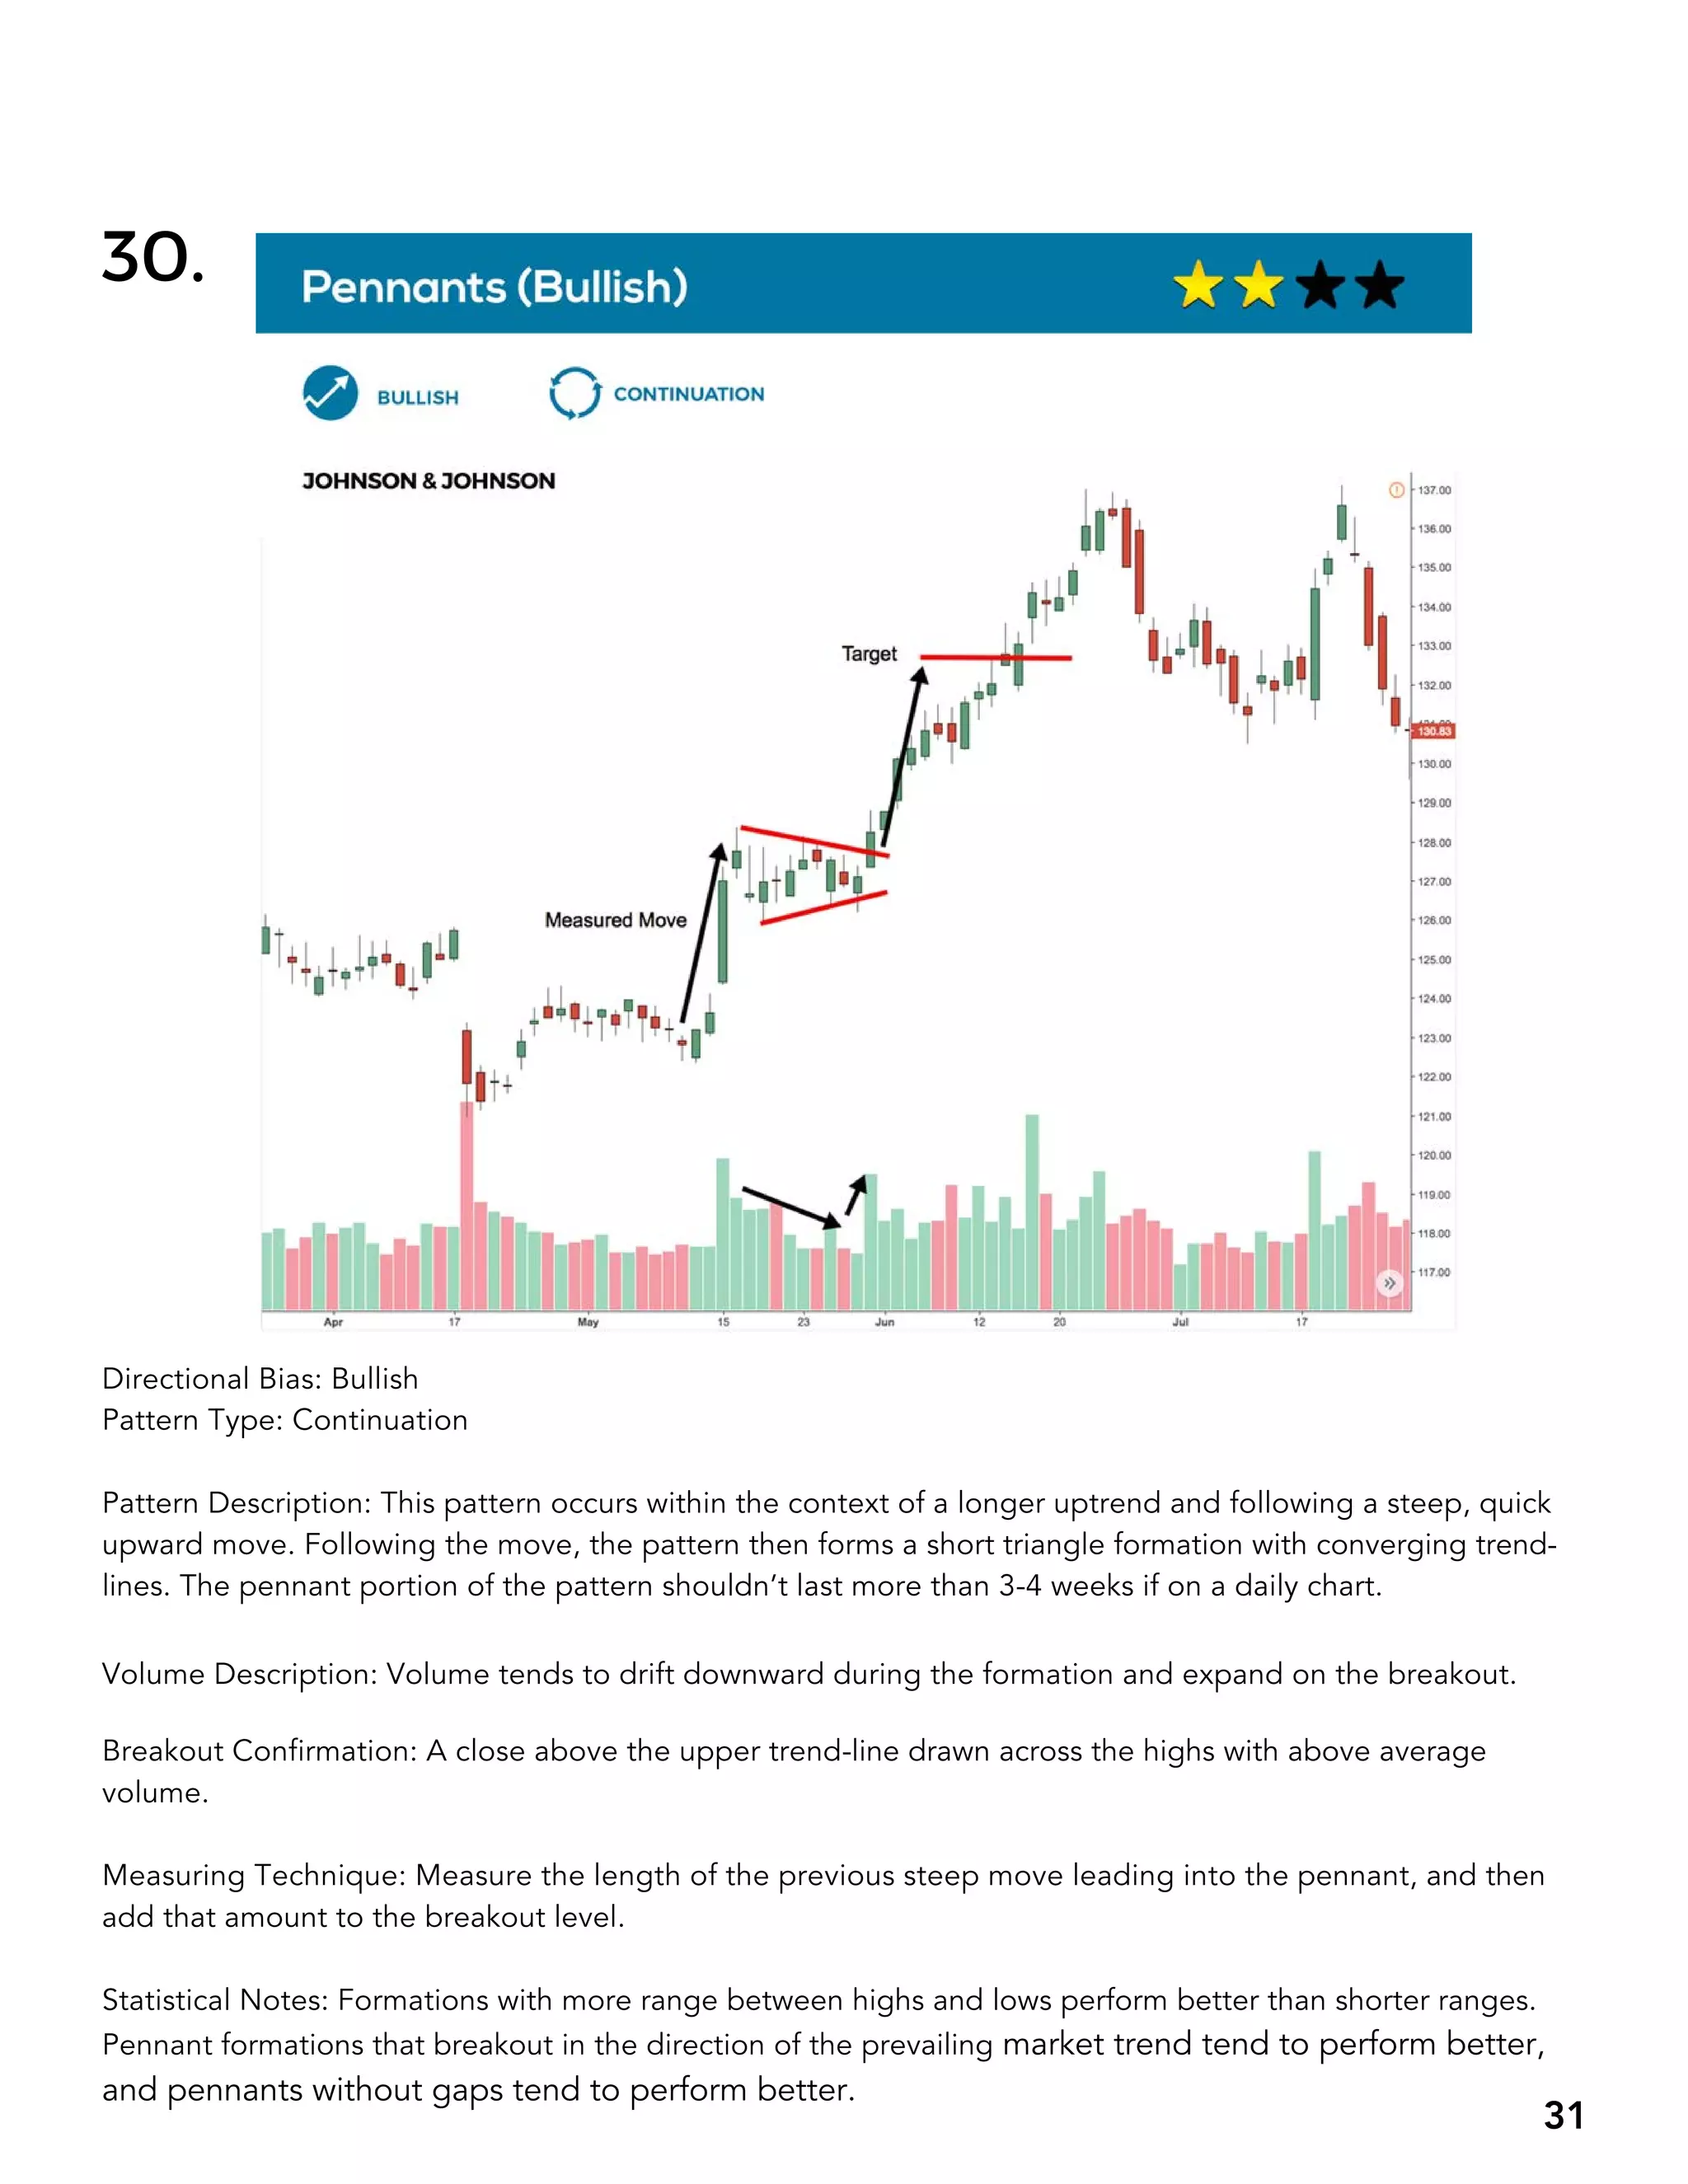 30.
Pennants (Bullish)
BULLISH
CONTINUATION
JOHNSON & JOHNSON
137.00
136.00
135.00
134.00
Target
133.00
132.00
130.83
130.00
129.00
128.00
127.00
Measured Move
126.00
125.00
124.00
123.00
122.00
121.00
120.00
119.00
118.00
117.00
Apr 17 May 15 23 Jun 12 20 Jul 17
Directional Bias: Bullish
Pattern Type: Continuation
Pattern Description: This pattern occurs within the context of a longer uptrend and following a steep, quick
upward move. Following the move, the pattern then forms a short triangle formation with converging trend-
lines. The pennant portion of the pattern shouldn’t last more than 3-4 weeks if on a daily chart.
Volume Description: Volume tends to drift downward during the formation and expand on the breakout.
Breakout Confirmation: A close above the upper trend-line drawn across the highs with above average
volume.
Measuring Technique: Measure the length of the previous steep move leading into the pennant, and then
add that amount to the breakout level.
Statistical Notes: Formations with more range between highs and lows perform better than shorter ranges.
Pennant formations that breakout in the direction of the prevailing market trend tend to perform better,
and pennants without gaps tend to perform better.
31